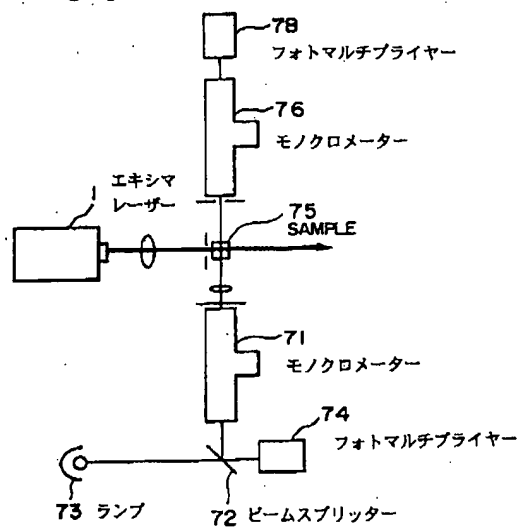 78
フォトマルチプライヤー
76
モノクロメーター
1
エキシマ
レーザー
75
SAMPLE
71
モノクロメーター
74
フォトマルチプライヤー
73 ランプ
72 ビームスプリッター